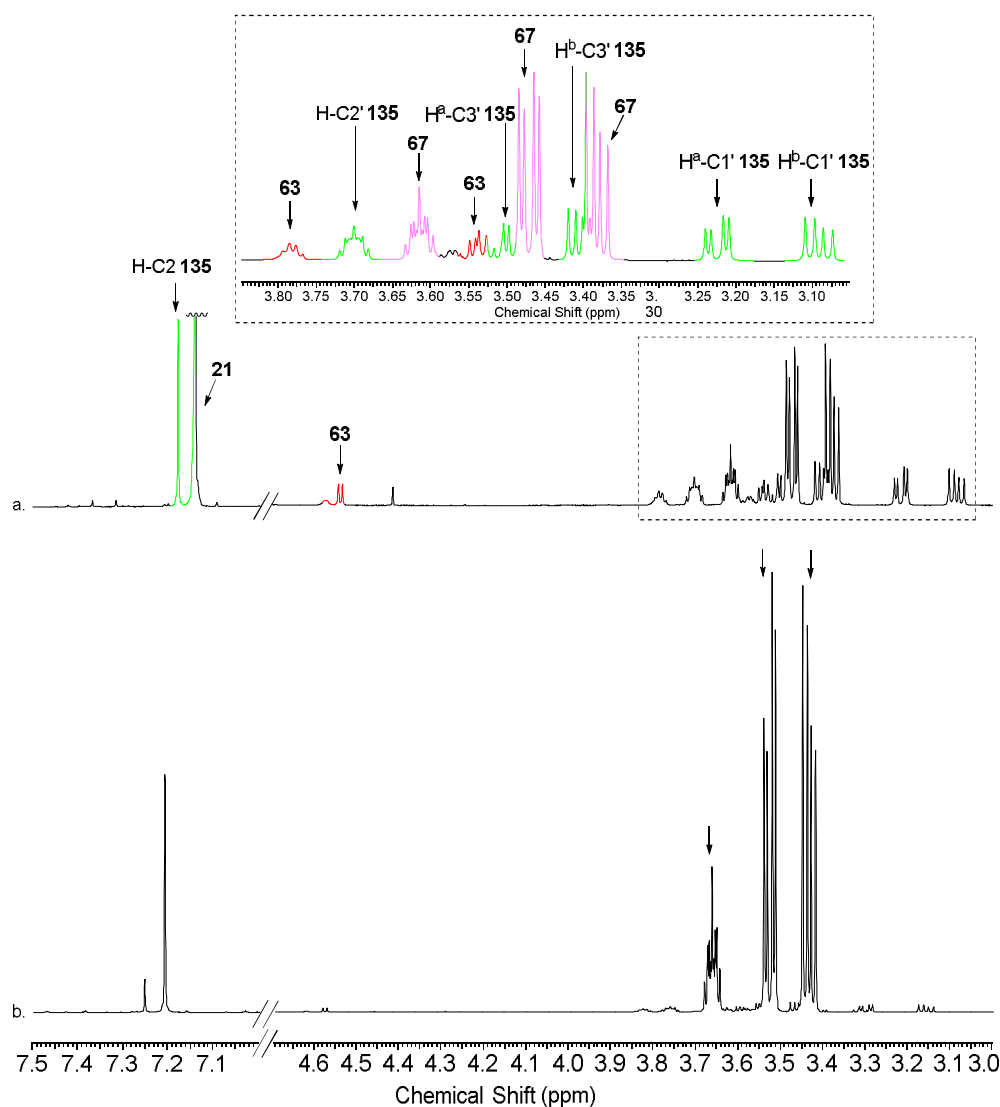 67
Hᵇ-C3' 135
H-C2' 135
Hᵃ-C3' 135
67
67
63
63
Hᵃ-C1' 135
Hᵇ-C1' 135
3.80 3.75 3.70 3.65 3.60 3.55 3.50 3.45 3.40 3.35 3. 3.25 3.20 3.15 3.10
Chemical Shift (ppm)
30
H-C2 135
21
63
a.
b.
7.5 7.4 7.3 7.2 7.1 4.6 4.5 4.4 4.3 4.2 4.1 4.0 3.9 3.8 3.7 3.6 3.5 3.4 3.3 3.2 3.1 3.0
Chemical Shift (ppm)